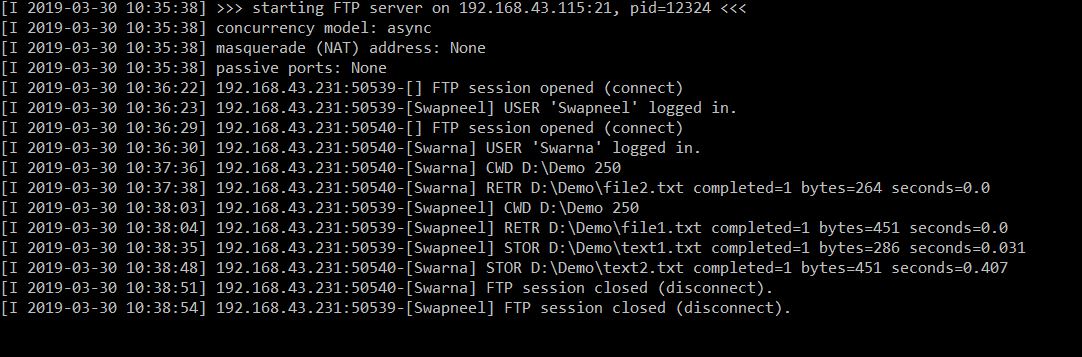 [I 2019-03-30 10:35:38] >>> starting FTP server on 192.168.43.115:21, pid=12324 <<<
[I 2019-03-30 10:35:38] concurrency model: async
[I 2019-03-30 10:35:38] masquerade (NAT) address: None
[I 2019-03-30 10:35:38] passive ports: None
[I 2019-03-30 10:36:22] 192.168.43.231:50539-[] FTP session opened (connect)
[I 2019-03-30 10:36:23] 192.168.43.231:50539-[Swapneel] USER 'Swapneel' logged in.
[I 2019-03-30 10:36:29] 192.168.43.231:50540-[] FTP session opened (connect)
[I 2019-03-30 10:36:30] 192.168.43.231:50540-[Swarna] USER 'Swarna' logged in.
[I 2019-03-30 10:37:36] 192.168.43.231:50540-[Swarna] CWD D:\Demo 250
[I 2019-03-30 10:37:38] 192.168.43.231:50540-[Swarna] RETR D:\Demo\file2.txt completed=1 bytes=264 seconds=0.0
[I 2019-03-30 10:38:03] 192.168.43.231:50539-[Swapneel] CWD D:\Demo 250
[I 2019-03-30 10:38:04] 192.168.43.231:50539-[Swapneel] RETR D:\Demo\file1.txt completed=1 bytes=451 seconds=0.0
[I 2019-03-30 10:38:35] 192.168.43.231:50539-[Swapneel] STOR D:\Demo\text1.txt completed=1 bytes=286 seconds=0.031
[I 2019-03-30 10:38:48] 192.168.43.231:50540-[Swarna] STOR D:\Demo\text2.txt completed=1 bytes=451 seconds=0.407
[I 2019-03-30 10:38:51] 192.168.43.231:50540-[Swarna] FTP session closed (disconnect).
[I 2019-03-30 10:38:54] 192.168.43.231:50539-[Swapneel] FTP session closed (disconnect).